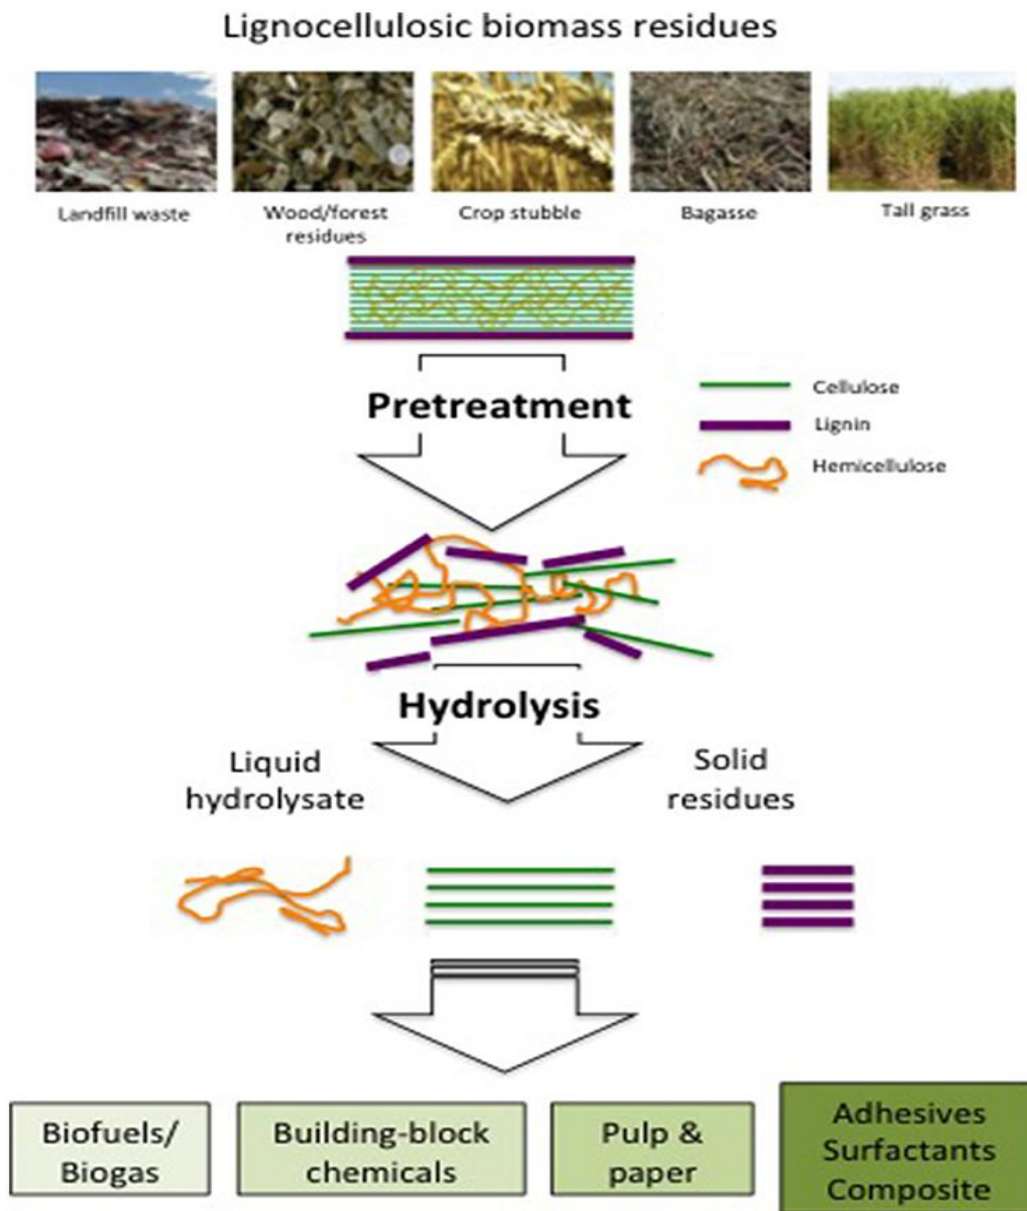 Lignocellulosic biomass residues
Landfill waste
Wood/forest
residues
Crop stubble
Bagasse
Tall grass
Pretreatment
Cellulose
Lignin
Hemicellulose
Hydrolysis
Liquid
hydrolysate
Solid
residues
Biofuels/
Biogas
Building-block
chemicals
Pulp &
paper
Adhesives
Surfactants
Composite